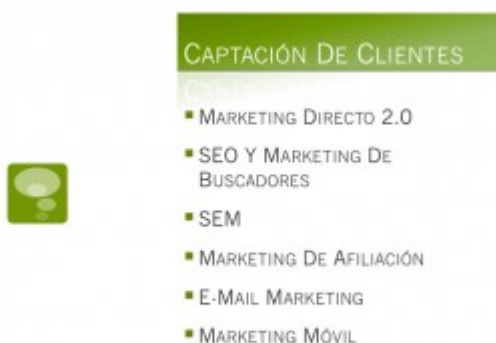 CAPTACIÓN DE CLIENTES
MARKETING DIRECTO 2.0
SEO Y MARKETING DE
BUSCADORES
SEM
MARKETING DE AFILIACIÓN
E-MAIL MARKETING
MARKETING MÓVIL